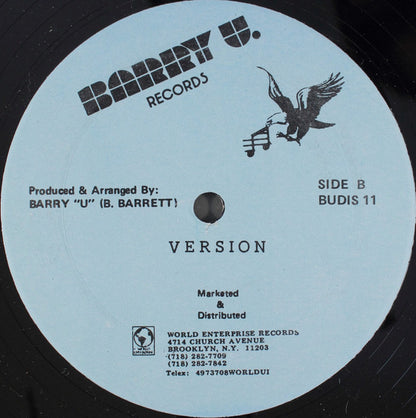 BARRY U.
RECORDS
Produced & Arranged By:
BARRY "U" (B. BARRETT)
SIDE B
BUDIS 11
VERSION
Marketed
&
Distributed
WORLD ENTERPRISE RECORDS
4714 CHURCH AVENUE
BROOKLYN, N.Y. 11203
(718) 282-7709
(718) 282-7842
Telex: 4973708WORLDUI